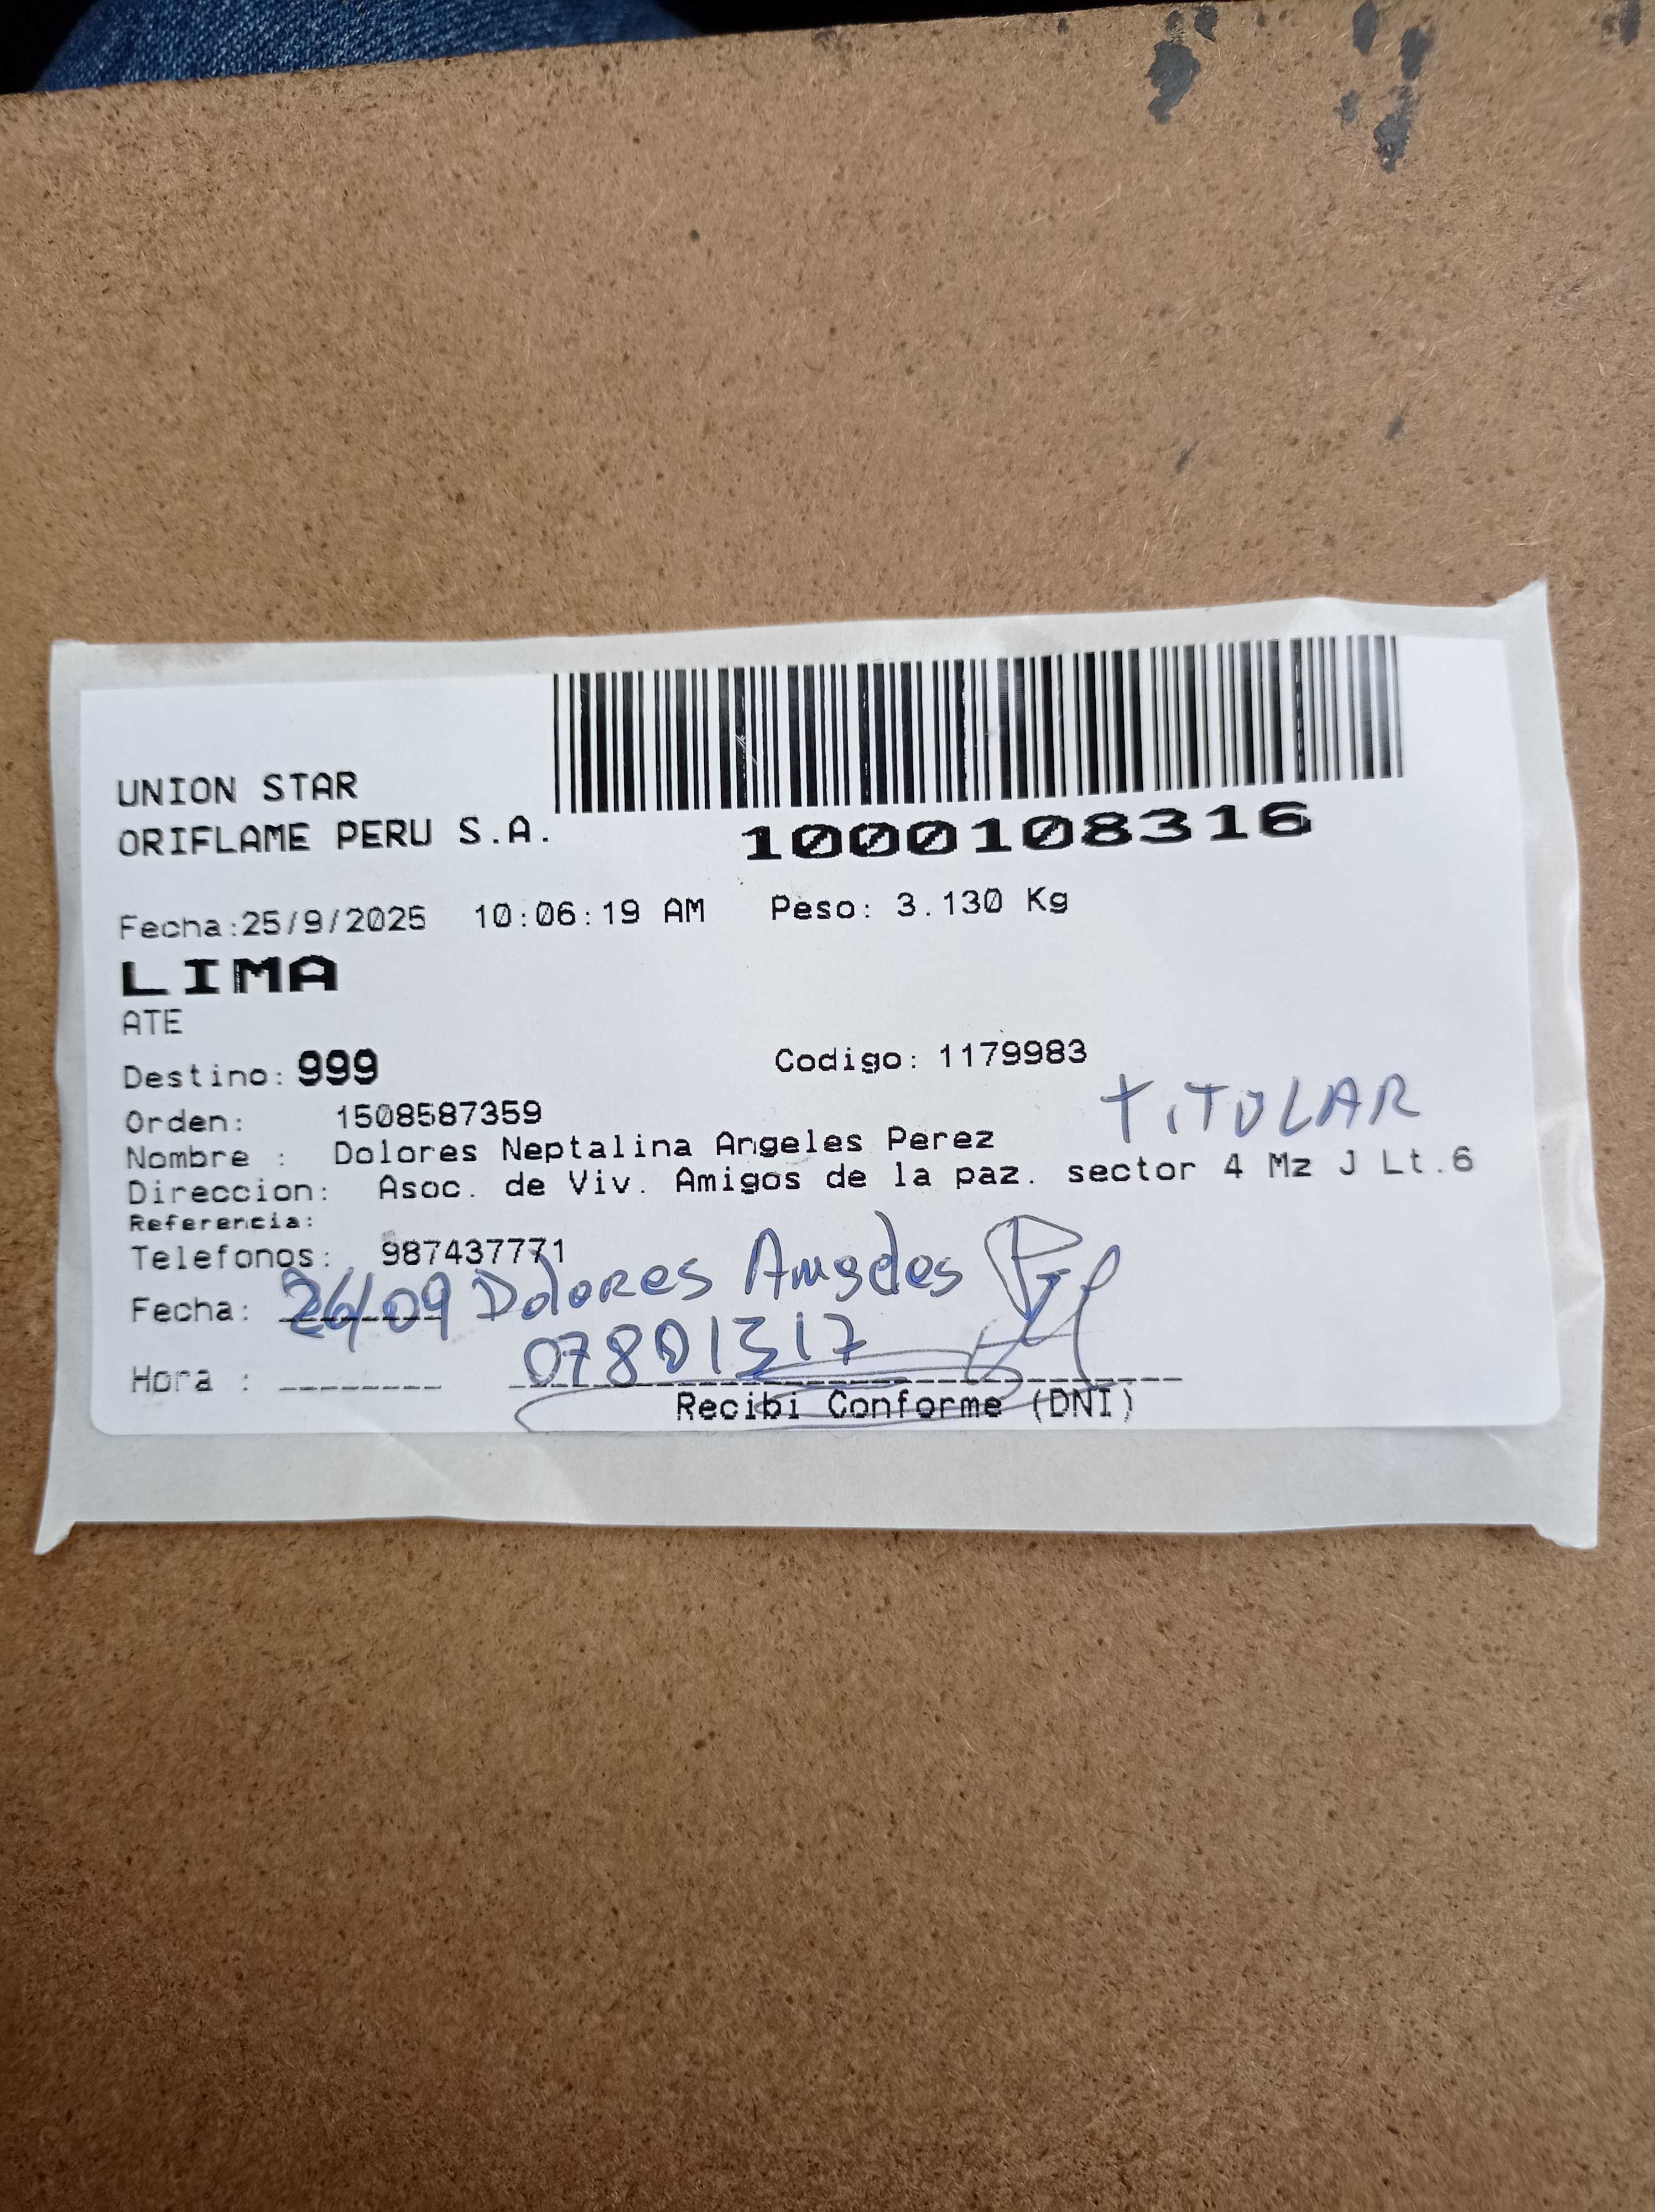 UNION STAR
ORIFLAME PERU S.A.
1000108316
Fecha:25/9/2025 10:06:19 AM Peso: 3.130 Kg
LIMA
ATE
Destino: 999 Codigo: 1179983
TITULAR
Orden: 1508587359
Nombre : Dolores Neptalina Angeles Perez
Direccion: Asoc. de Viv. Amigos de la paz. sector 4 Mz J Lt.6
Referencia:
Telefonos: 987437771
Fecha: 26/09 Dolores Angeles
07801317
Hora :
Recibi Conforme (DNI)